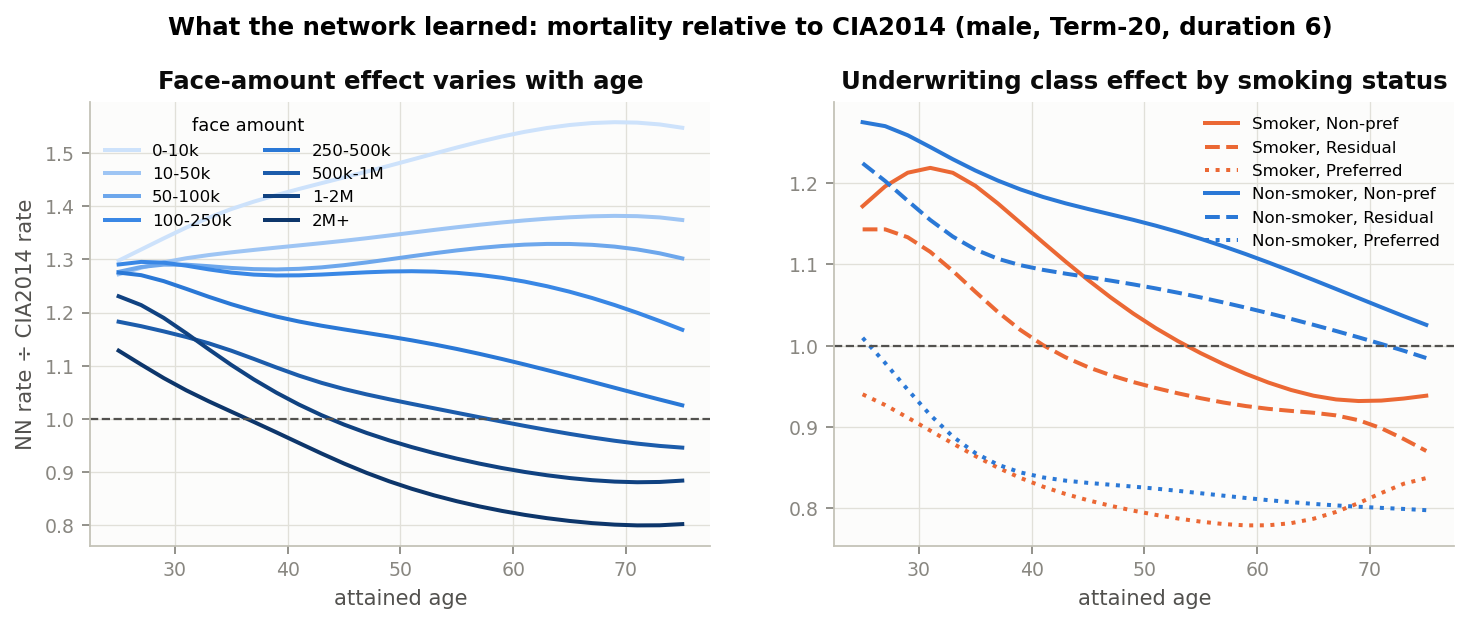 What the network learned: mortality relative to CIA2014 (male, Term-20, duration 6)
Face-amount effect varies with age
face amount
0-10k
10-50k
50-100k
100-250k
250-500k
500k-1M
1-2M
2M+
NN rate ÷ CIA2014 rate
1.5
1.4
1.3
1.2
1.1
1.0
0.9
0.8
30 40 50 60 70
attained age
Underwriting class effect by smoking status
Smoker, Non-pref
Smoker, Residual
Smoker, Preferred
Non-smoker, Non-pref
Non-smoker, Residual
Non-smoker, Preferred
1.2
1.1
1.0
0.9
0.8
30 40 50 60 70
attained age